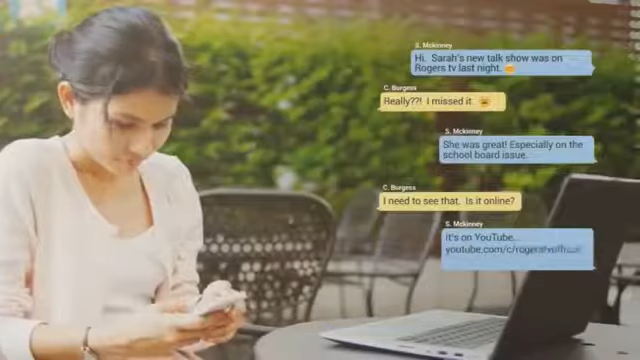 S. Mckinney
Hi. Sarah's new talk show was on
Rogers tv last night. 😊
C. Burgess
Really??! I missed it 😫
S. Mckinney
She was great! Especially on the
school board issue.
C. Burgess
I need to see that. Is it online?
S. Mckinney
It's on YouTube...